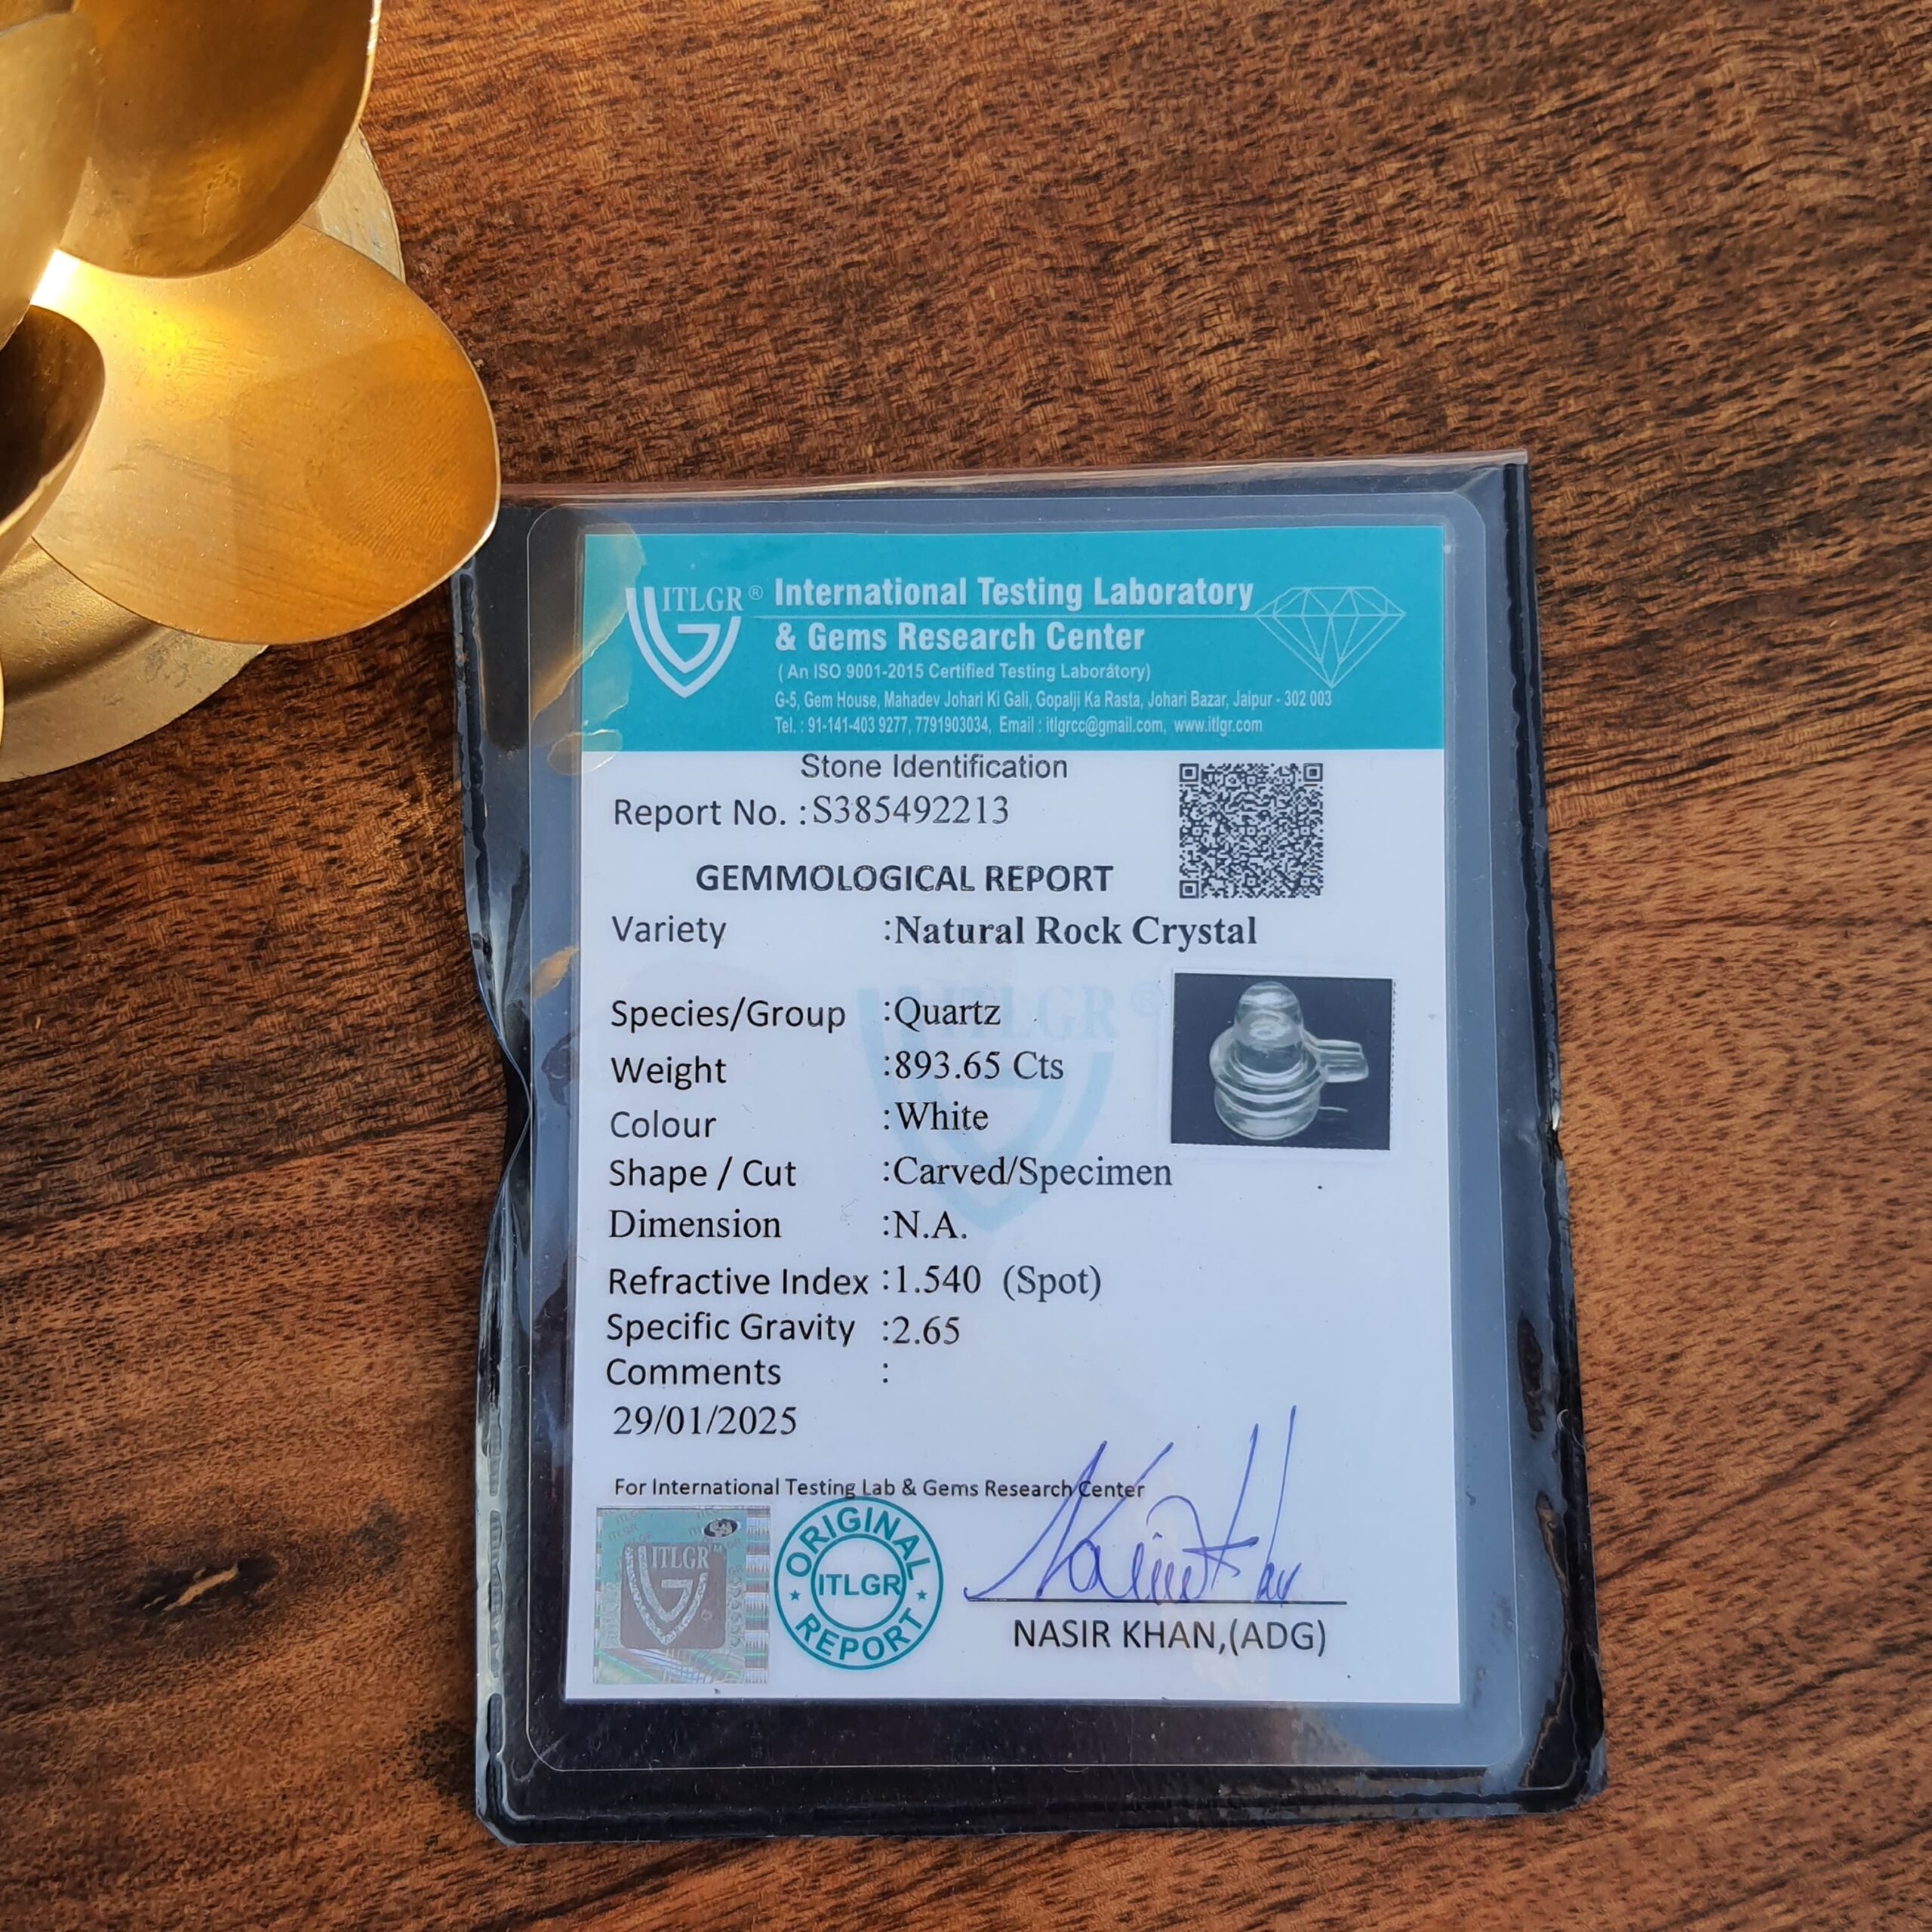 ITLGR® International Testing Laboratory
& Gems Research Center
( An ISO 9001-2015 Certified Testing Laboratory)
G-5, Gem House, Mahadev Johari Ki Gali, Gopalji Ka Rasta, Johari Bazar, Jaipur - 302 003
Tel. : 91-141-403 9277, 7791903034, Email : itlgrcc@gmail.com, www.itlgr.com
Stone Identification
Report No. :S385492213
GEMMOLOGICAL REPORT
Variety :Natural Rock Crystal
ITLGR®
Species/Group :Quartz
Weight :893.65 Cts
Colour :White
Shape / Cut :Carved/Specimen
Dimension :N.A.
Refractive Index :1.540 (Spot)
Specific Gravity :2.65
Comments :
29/01/2025
For International Testing Lab & Gems Research Center
ITLGR™
ORIGINAL
ITLGR
REPORT
NASIR KHAN,(ADG)